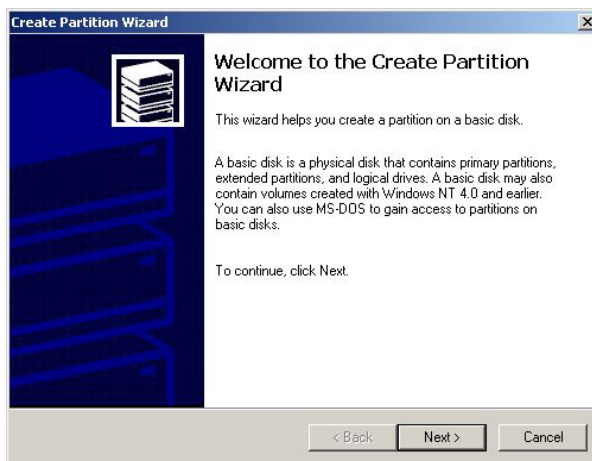 Create Partition Wizard
Welcome to the Create Partition
Wizard
This wizard helps you create a partition on a basic disk.
A basic disk is a physical disk that contains primary partitions,
extended partitions, and logical drives. A basic disk may also
contain volumes created with Windows NT 4.0 and earlier.
You can also use MS-DOS to gain access to partitions on
basic disks.
To continue, click Next.
< Back Next > Cancel